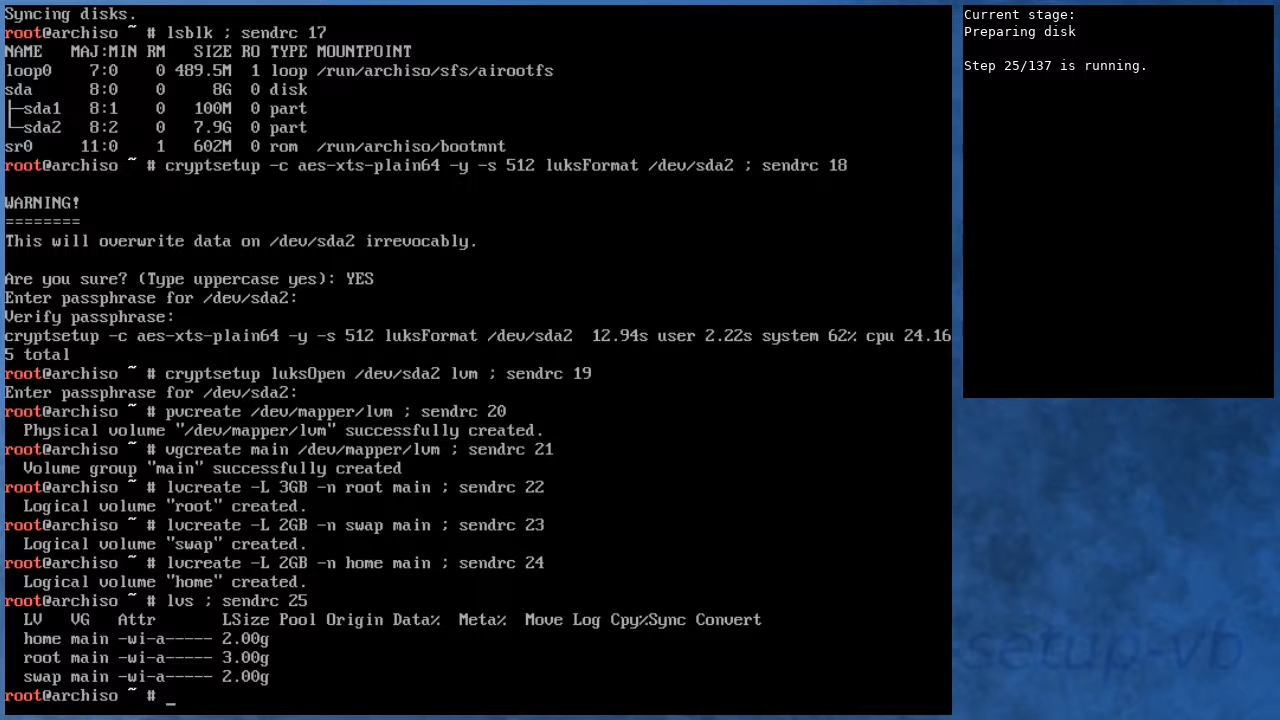 Syncing disks.
root@archiso ~ # lsblk ; sendrc 17
NAME   MAJ:MIN RM   SIZE RO TYPE MOUNTPOINT
loop0    7:0    0 489.5M  1 loop /run/archiso/sfs/airootfs
sda      8:0    0     8G  0 disk
├─sda1   8:1    0   100M  0 part
└─sda2   8:2    0   7.9G  0 part
sr0     11:0    1   602M  0 rom  /run/archiso/bootmnt
root@archiso ~ # cryptsetup -c aes-xts-plain64 -y -s 512 luksFormat /dev/sda2 ; sendrc 18
WARNING!
========
This will overwrite data on /dev/sda2 irrevocably.
Are you sure? (Type uppercase yes): YES
Enter passphrase for /dev/sda2:
Verify passphrase:
cryptsetup -c aes-xts-plain64 -y -s 512 luksFormat /dev/sda2  12.94s user 2.22s system 62% cpu 24.16
5 total
root@archiso ~ # cryptsetup luksOpen /dev/sda2 lvm ; sendrc 19
Enter passphrase for /dev/sda2:
root@archiso ~ # pvcreate /dev/mapper/lvm ; sendrc 20
  Physical volume "/dev/mapper/lvm" successfully created.
root@archiso ~ # vgcreate main /dev/mapper/lvm ; sendrc 21
  Volume group "main" successfully created
root@archiso ~ # lvcreate -L 3GB -n root main ; sendrc 22
  Logical volume "root" created.
root@archiso ~ # lvcreate -L 2GB -n swap main ; sendrc 23
  Logical volume "swap" created.
root@archiso ~ # lvcreate -L 2GB -n home main ; sendrc 24
  Logical volume "home" created.
root@archiso ~ # lvs ; sendrc 25
  LV   VG   Attr       LSize Pool Origin Data%  Meta%  Move Log Cpy%Sync Convert
  home main -wi-a----- 2.00g
  root main -wi-a----- 3.00g
  swap main -wi-a----- 2.00g
root@archiso ~ # _
Current stage:
Preparing disk
Step 25/137 is running.
setup-vb